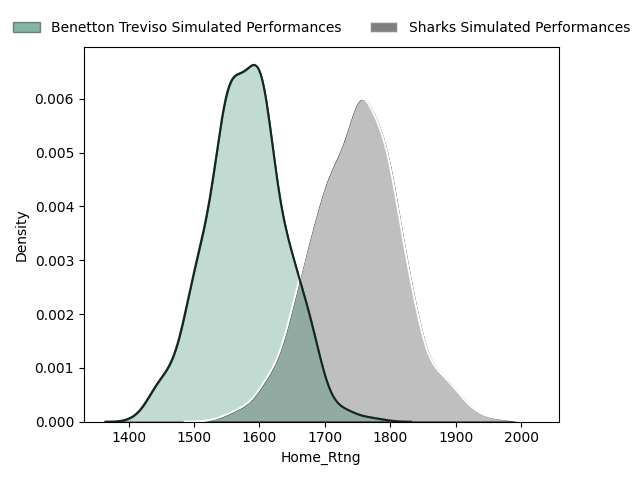 Benetton Treviso Simulated Performances Sharks Simulated Performances
0.006
0.005
0.004
0.003
0.002
0.001
0.000
Density
1400 1500 1600 1700 1800 1900 2000
Home_Rtng